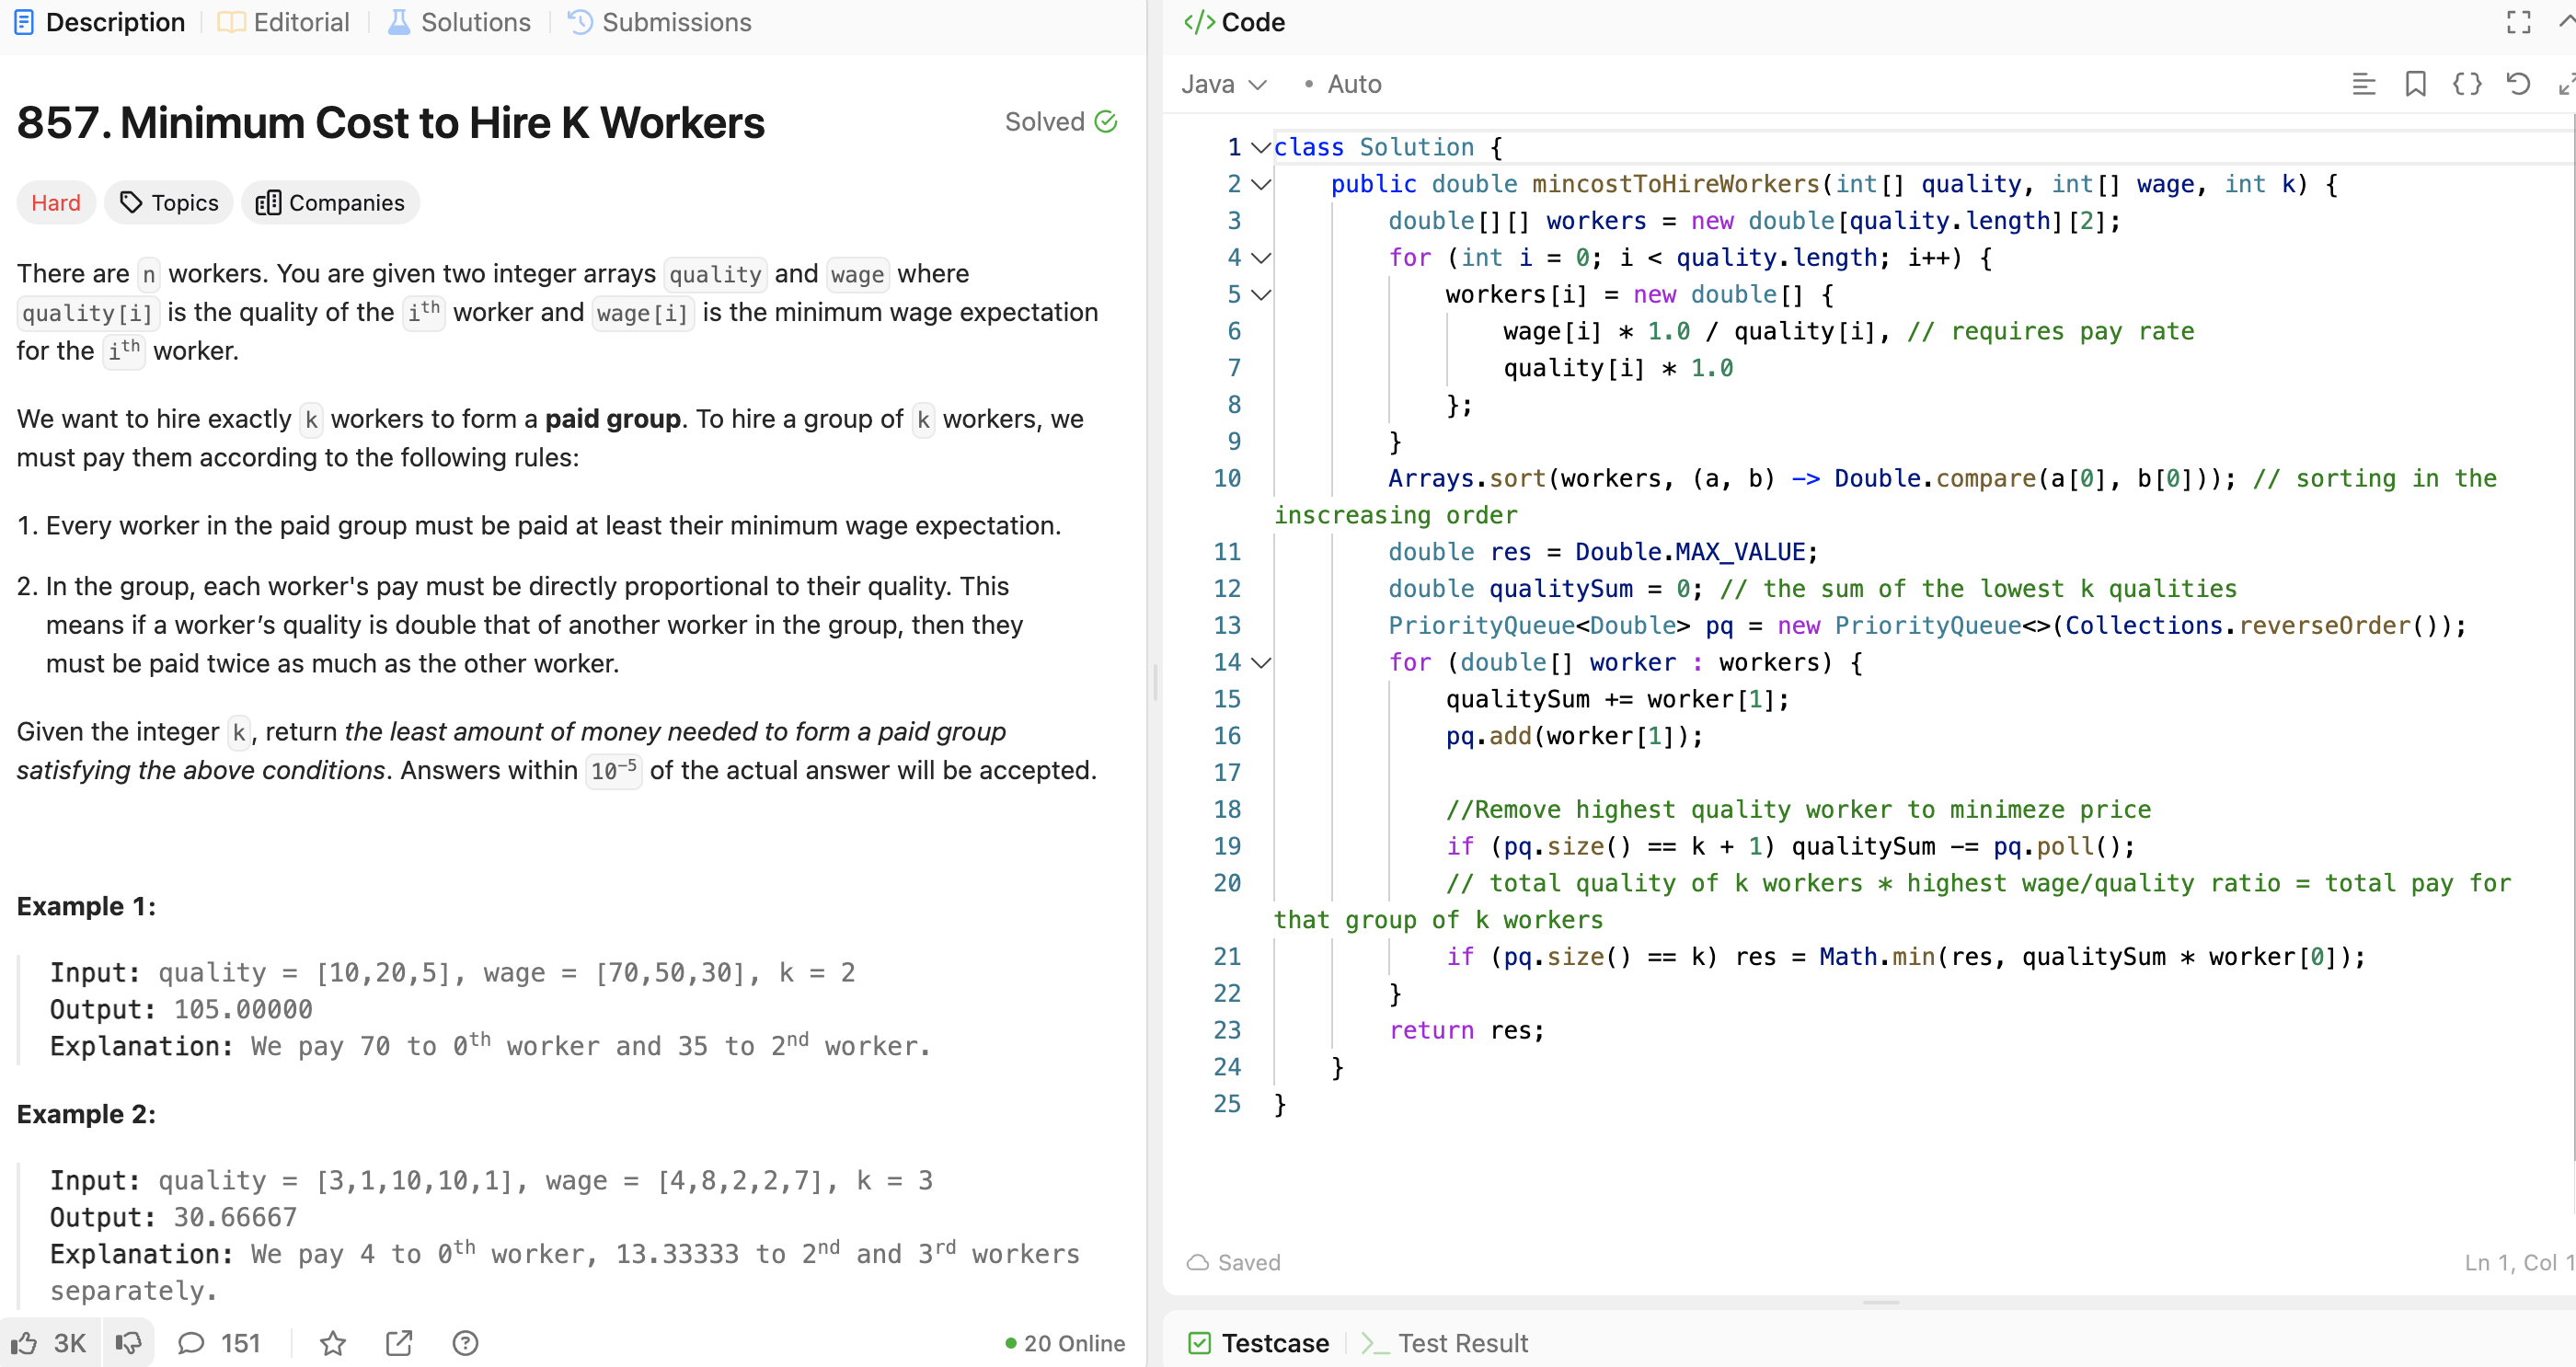 Description
Editorial
Solutions
Submissions
857. Minimum Cost to Hire K Workers
Solved
Hard
Topics
Companies
There are n workers. You are given two integer arrays quality and wage where
quality[i] is the quality of the iᵗʰ worker and wage[i] is the minimum wage expectation
for the iᵗʰ worker.
We want to hire exactly k workers to form a paid group. To hire a group of k workers, we
must pay them according to the following rules:
1. Every worker in the paid group must be paid at least their minimum wage expectation.
2. In the group, each worker's pay must be directly proportional to their quality. This
means if a worker’s quality is double that of another worker in the group, then they
must be paid twice as much as the other worker.
Given the integer k, return the least amount of money needed to form a paid group
satisfying the above conditions. Answers within 10⁻⁵ of the actual answer will be accepted.
Example 1:
Input: quality = [10,20,5], wage = [70,50,30], k = 2
Output: 105.00000
Explanation: We pay 70 to 0ᵗʰ worker and 35 to 2ⁿᵈ worker.
Example 2:
Input: quality = [3,1,10,10,1], wage = [4,8,2,2,7], k = 3
Output: 30.66667
Explanation: We pay 4 to 0ᵗʰ worker, 13.33333 to 2ⁿᵈ and 3ʳᵈ workers
separately.
3K
151
20 Online
</> Code
Java
• Auto
1 class Solution {
2 public double mincostToHireWorkers(int[] quality, int[] wage, int k) {
3 double[][] workers = new double[quality.length][2];
4 for (int i = 0; i < quality.length; i++) {
5 workers[i] = new double[] {
6 wage[i] * 1.0 / quality[i], // requires pay rate
7 quality[i] * 1.0
8 };
9 }
10 Arrays.sort(workers, (a, b) -> Double.compare(a[0], b[0])); // sorting in the
inscreasing order
11 double res = Double.MAX_VALUE;
12 double qualitySum = 0; // the sum of the lowest k qualities
13 PriorityQueue<Double> pq = new PriorityQueue<>(Collections.reverseOrder());
14 for (double[] worker : workers) {
15 qualitySum += worker[1];
16 pq.add(worker[1]);
17
18 //Remove highest quality worker to minimeze price
19 if (pq.size() == k + 1) qualitySum -= pq.poll();
20 // total quality of k workers * highest wage/quality ratio = total pay for
that group of k workers
21 if (pq.size() == k) res = Math.min(res, qualitySum * worker[0]);
22 }
23 return res;
24 }
25 }
Saved
Ln 1, Col 1
Testcase
Test Result